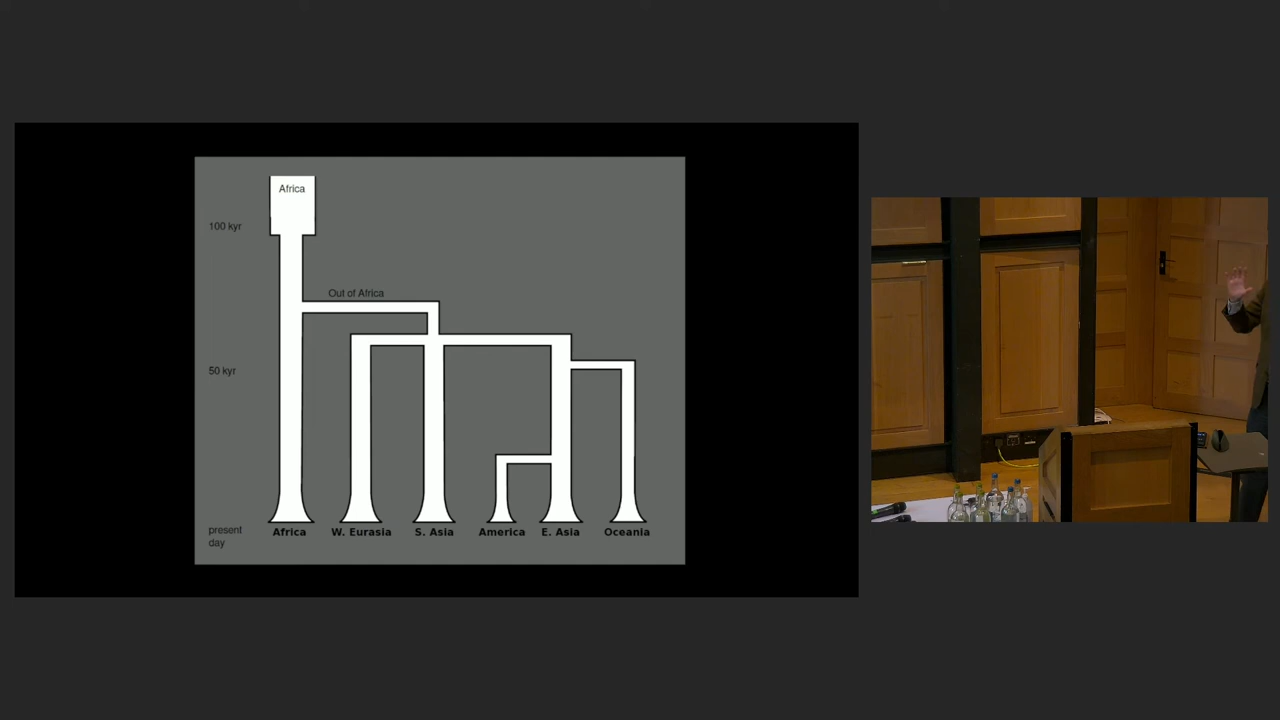 Africa
100 kyr
Out of Africa
50 kyr
present
day
Africa
W. Eurasia
S. Asia
America
E. Asia
Oceania